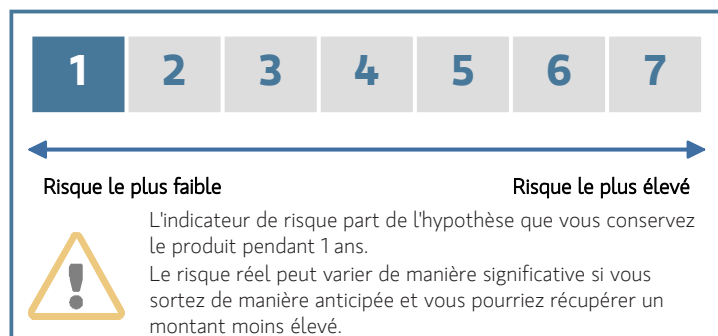 1 2 3 4 5 6 7
Risque le plus faible Risque le plus élevé
L'indicateur de risque part de l'hypothèse que vous conservez
le produit pendant 1 ans.
Le risque réel peut varier de manière significative si vous
sortez de manière anticipée et vous pourriez récupérer un
montant moins élevé.